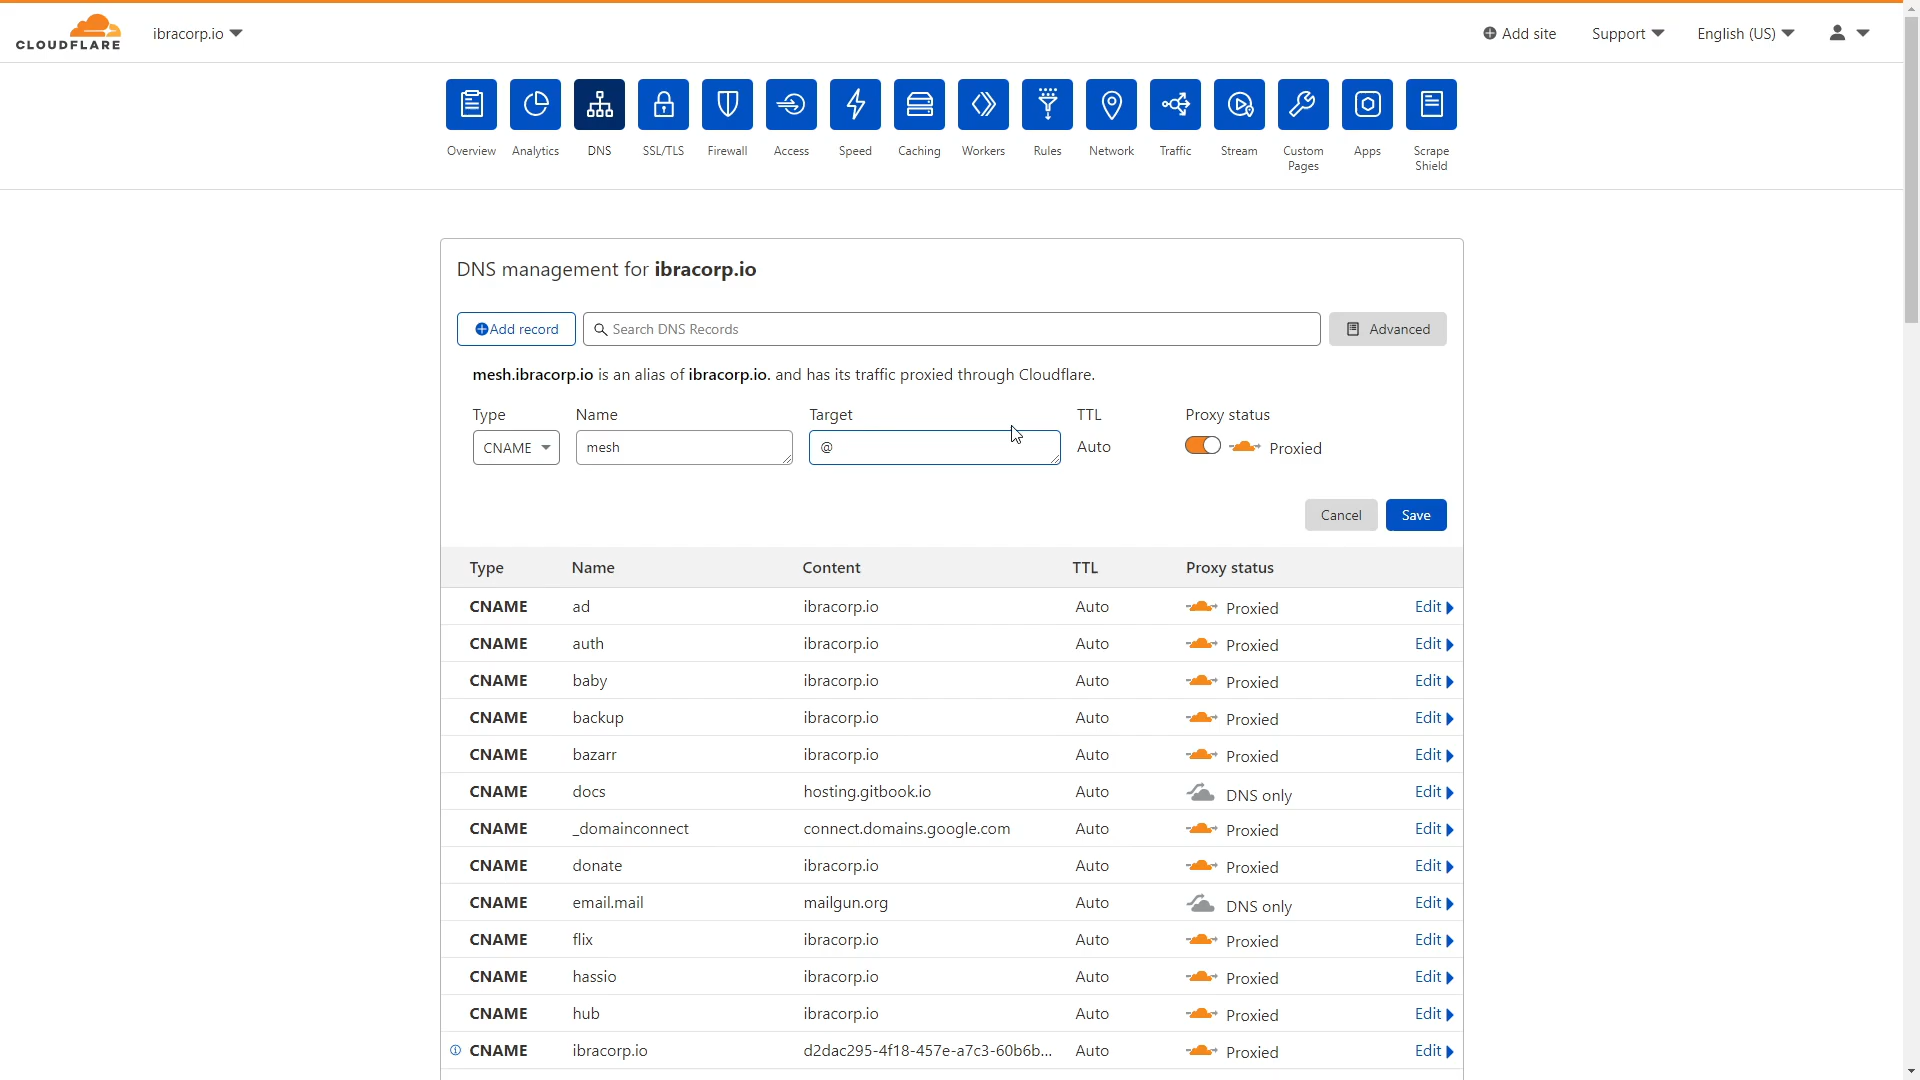 CLOUDFLARE
ibracorp.io
Add site
Support
English (US)
Overview
Analytics
DNS
SSL/TLS
Firewall
Access
Speed
Caching
Workers
Rules
Network
Traffic
Stream
Custom
Pages
Apps
Scrape
Shield
DNS management for ibracorp.io
Add record
Search DNS Records
Advanced
mesh.ibracorp.io is an alias of ibracorp.io. and has its traffic proxied through Cloudflare.
Type Name Target TTL Proxy status
CNAME mesh @ Auto Proxied
Cancel Save
Type Name Content TTL Proxy status
CNAME ad ibracorp.io Auto Proxied Edit
CNAME auth ibracorp.io Auto Proxied Edit
CNAME baby ibracorp.io Auto Proxied Edit
CNAME backup ibracorp.io Auto Proxied Edit
CNAME bazarr ibracorp.io Auto Proxied Edit
CNAME docs hosting.gitbook.io Auto DNS only Edit
CNAME _domainconnect connect.domains.google.com Auto Proxied Edit
CNAME donate ibracorp.io Auto Proxied Edit
CNAME email.mail mailgun.org Auto DNS only Edit
CNAME flix ibracorp.io Auto Proxied Edit
CNAME hassio ibracorp.io Auto Proxied Edit
CNAME hub ibracorp.io Auto Proxied Edit
CNAME ibracorp.io d2dac295-4f18-457e-a7c3-60b6b... Auto Proxied Edit